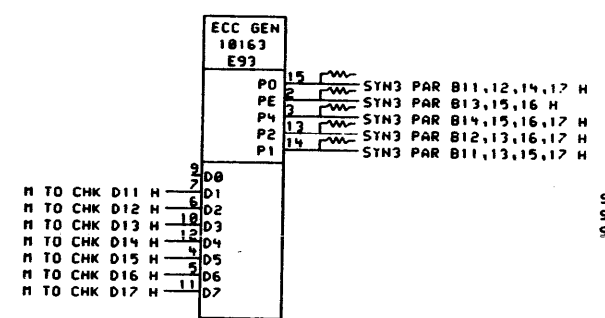 ECC GEN
10163
E93
PO 15 SYN3 PAR B11,12,14,17 H
PE 2 SYN3 PAR B13,15,16 H
P4 3 SYN3 PAR B14,15,16,17 H
P2 13 SYN3 PAR B12,13,16,17 H
P1 14 SYN3 PAR B11,13,15,17 H
9 D0
M TO CHK D11 H 7 D1
M TO CHK D12 H 6 D2
M TO CHK D13 H 10 D3
M TO CHK D14 H 12 D4
M TO CHK D15 H 4 D5
M TO CHK D16 H 5 D6
M TO CHK D17 H 11 D7
S
S
S